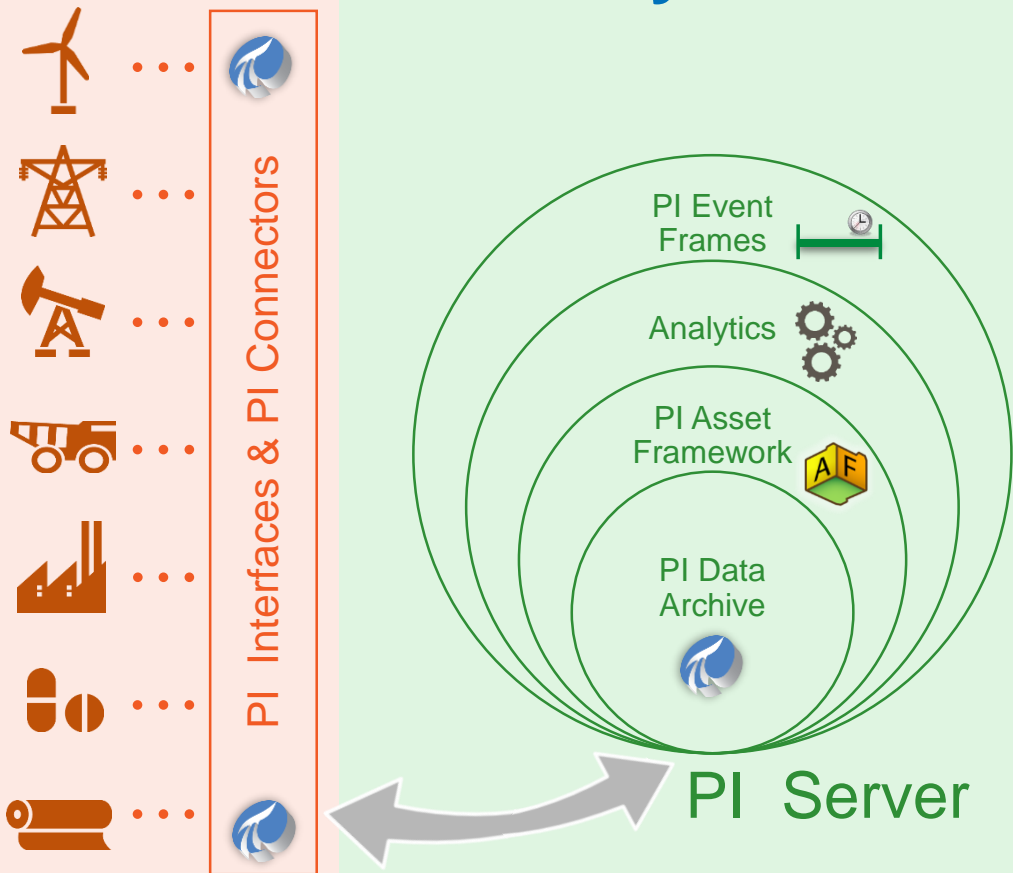 PI Interfaces & PI Connectors
PI Event
Frames
Analytics
PI Asset
Framework
AF
PI Data
Archive
PI Server